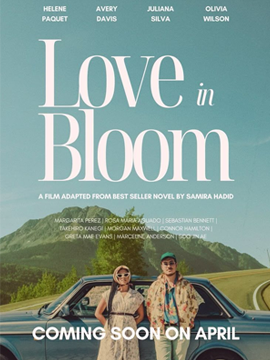 HELENE AVERY JULIANA OLIVIA
PAQUET DAVIS SILVA WILSON
Love in
Bloom
A FILM ADAPTED FROM BEST SELLER NOVEL BY SAMIRA HADID
MARGARITA PEREZ | ROSA MARIA AGUADO | SEBASTIAN BENNETT |
TAKEHIRO KANEGI | MORGAN MAXWELL | CONNOR HAMILTON |
GRETA MAE EVANS | MARCELINE ANDERSON |
COMING SOON ON APRIL